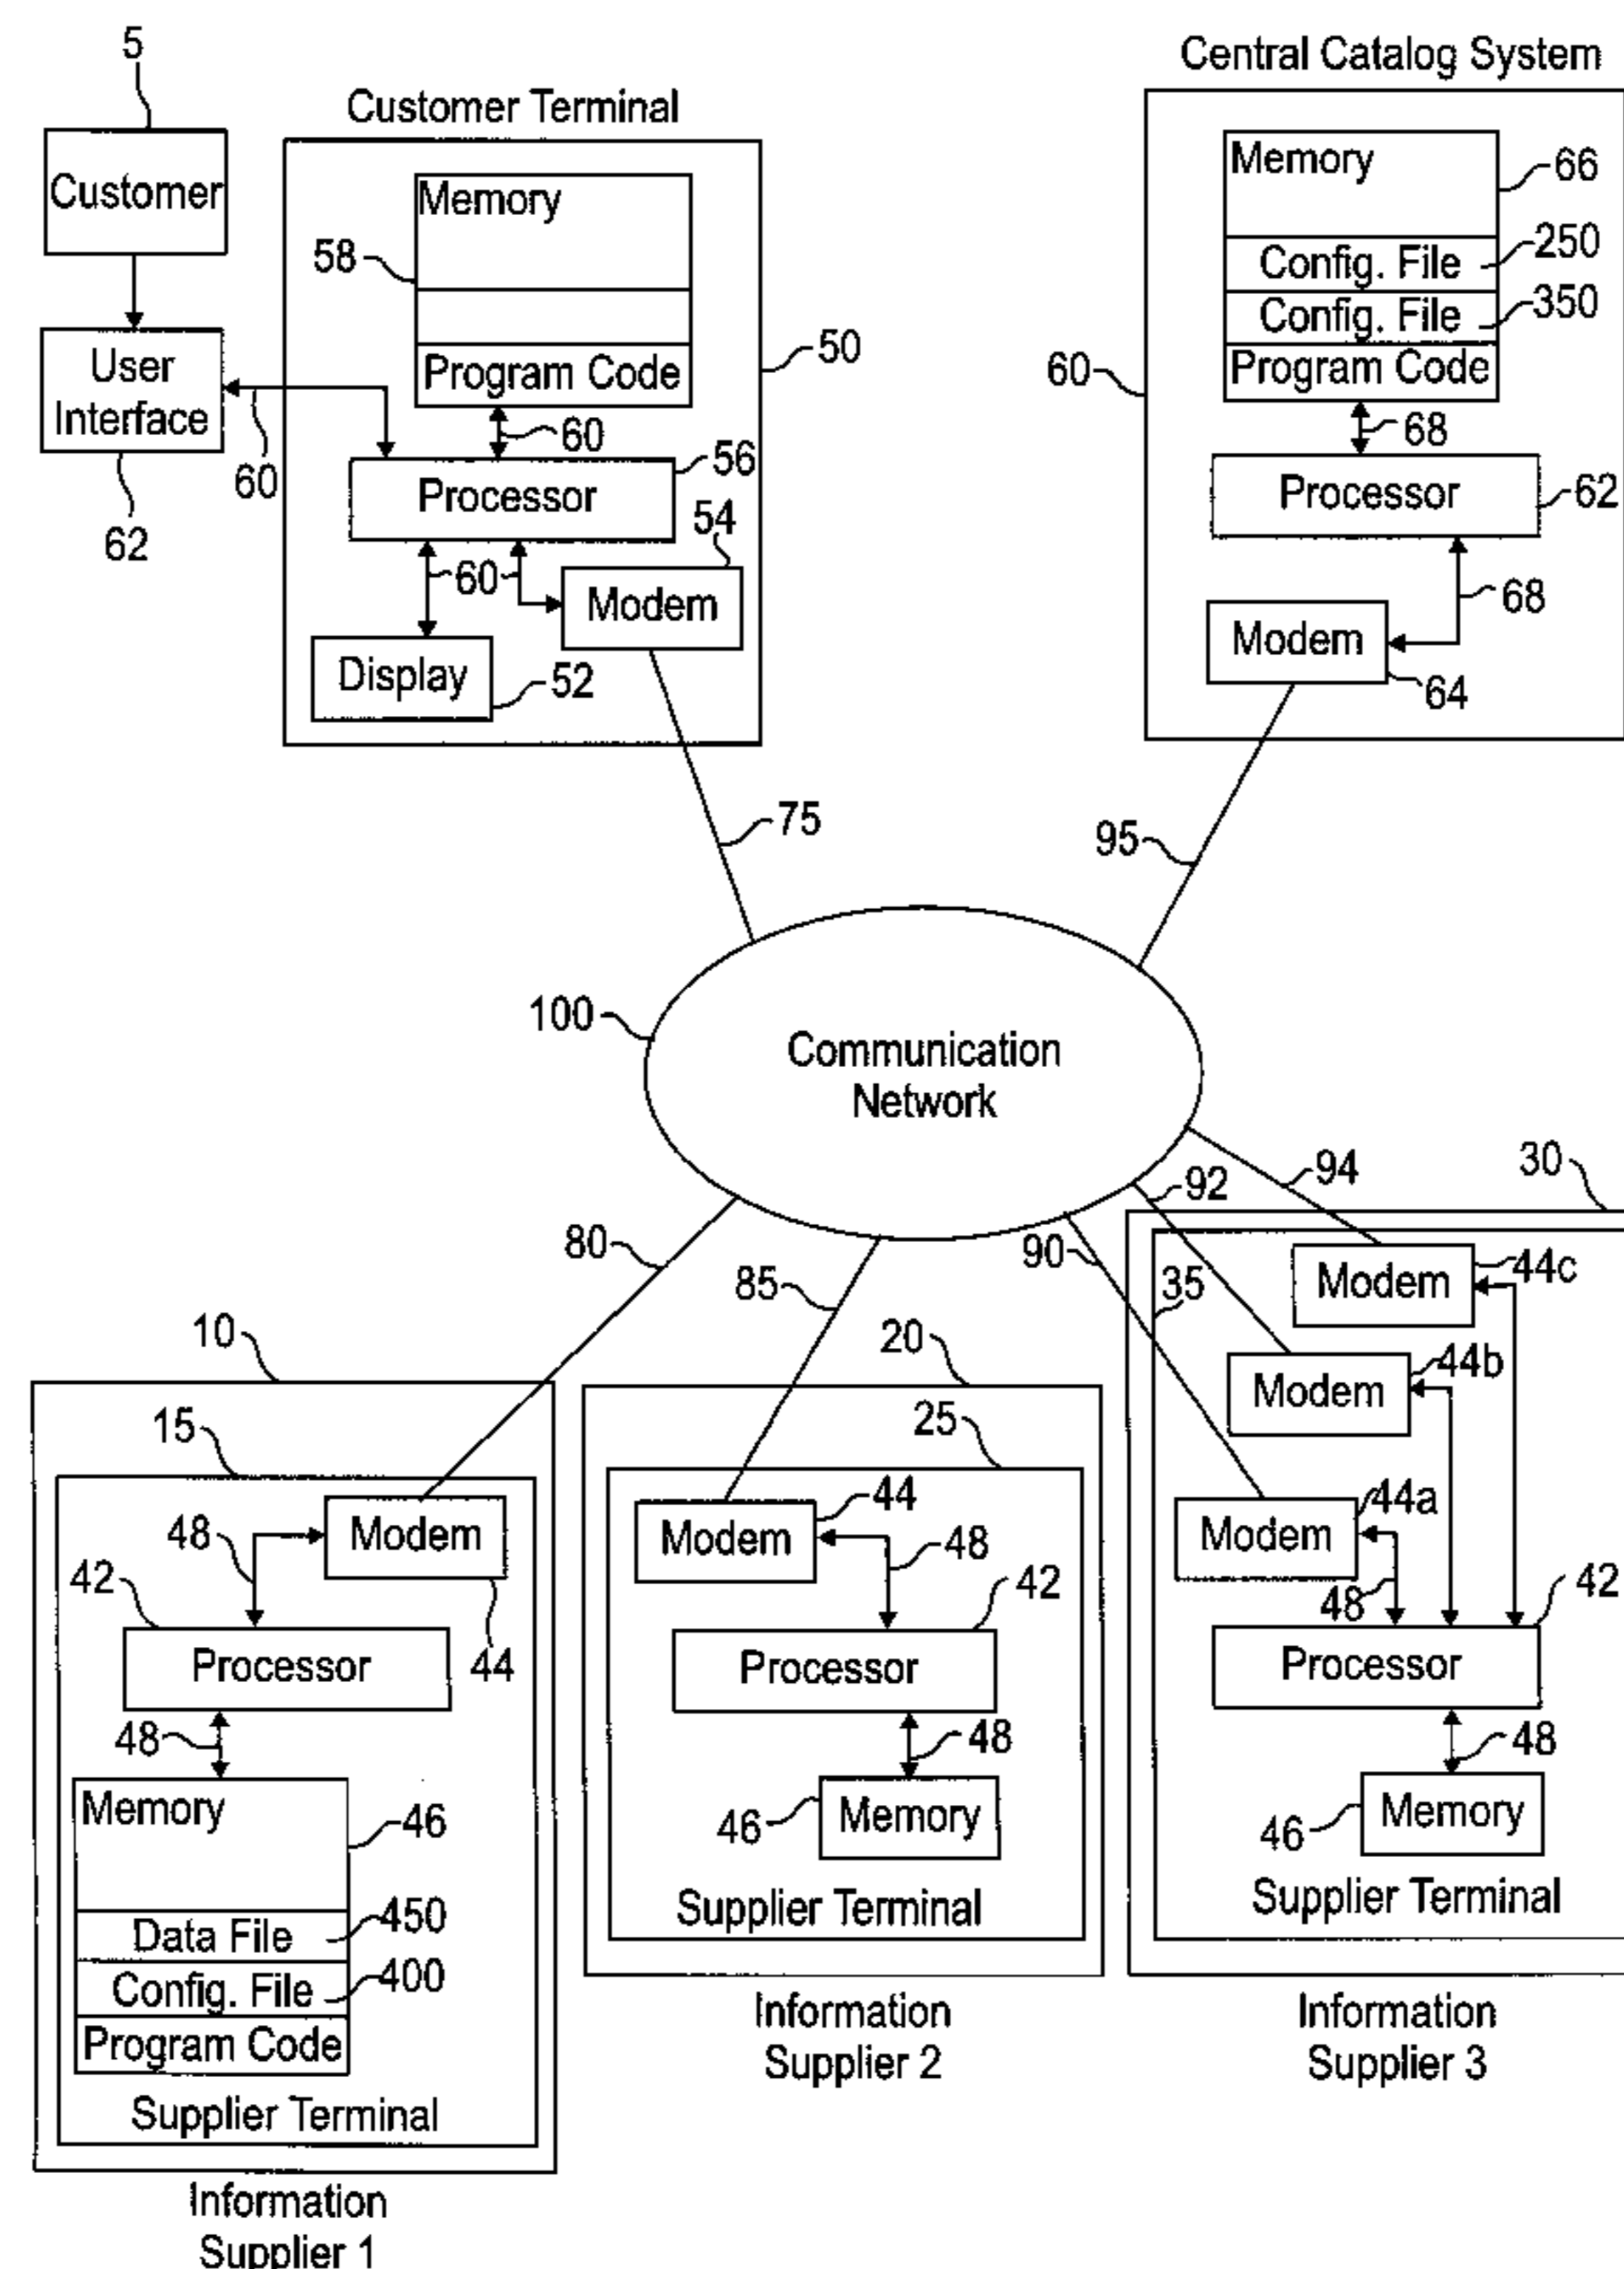 5
Customer
User
Interface
62
60
Customer Terminal
Memory
58
Program Code
50
60
56
Processor
54
60
Modem
Display
52
Central Catalog System
Memory
66
Config. File
250
Config. File
350
Program Code
60
68
Processor
62
68
Modem
64
75
95
100
Communication
Network
80
85
90
92
94
10
15
Modem
48
42
44
Processor
48
Memory
46
Data File
450
Config. File
400
Program Code
Supplier Terminal
Information
Supplier 1
20
25
44
Modem
48
42
Processor
48
46
Memory
Supplier Terminal
Information
Supplier 2
30
35
Modem
44c
Modem
44b
Modem
44a
48
42
Processor
48
46
Memory
Supplier Terminal
Information
Supplier 3